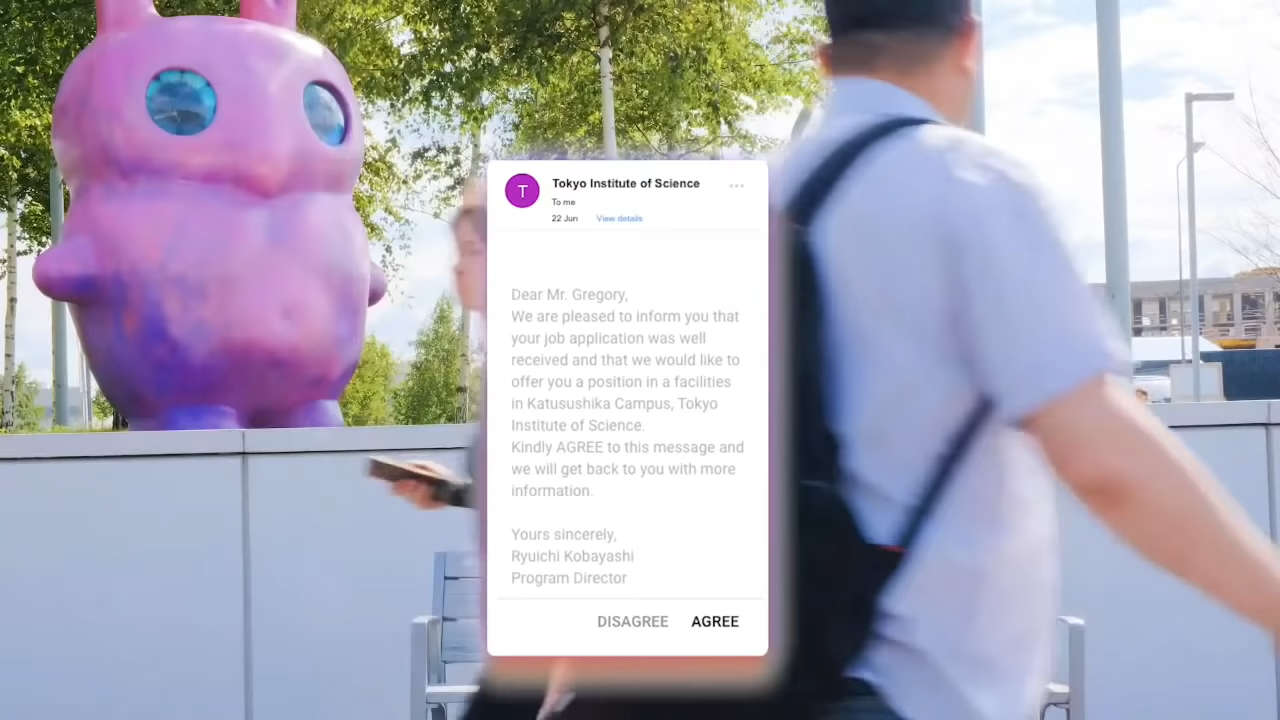 T
Tokyo Institute of Science
To me
22 Jun View details
Dear Mr. Gregory,
We are pleased to inform you that
your job application was well
received and that we would like to
offer you a position in a facilities
in Katusushika Campus, Tokyo
Institute of Science.
Kindly AGREE to this message and
we will get back to you with more
information.
Yours sincerely,
Ryuichi Kobayashi
Program Director
DISAGREE AGREE